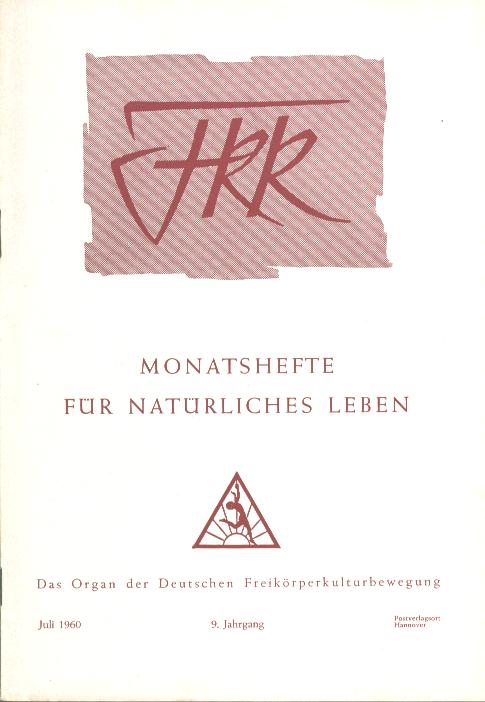 FKK
MONATSHEFTE
FÜR NATÜRLICHES LEBEN
Das Organ der Deutschen Freikörperkulturbewegung
Juli 1960
9. Jahrgang
Postverlagsort
Hannover